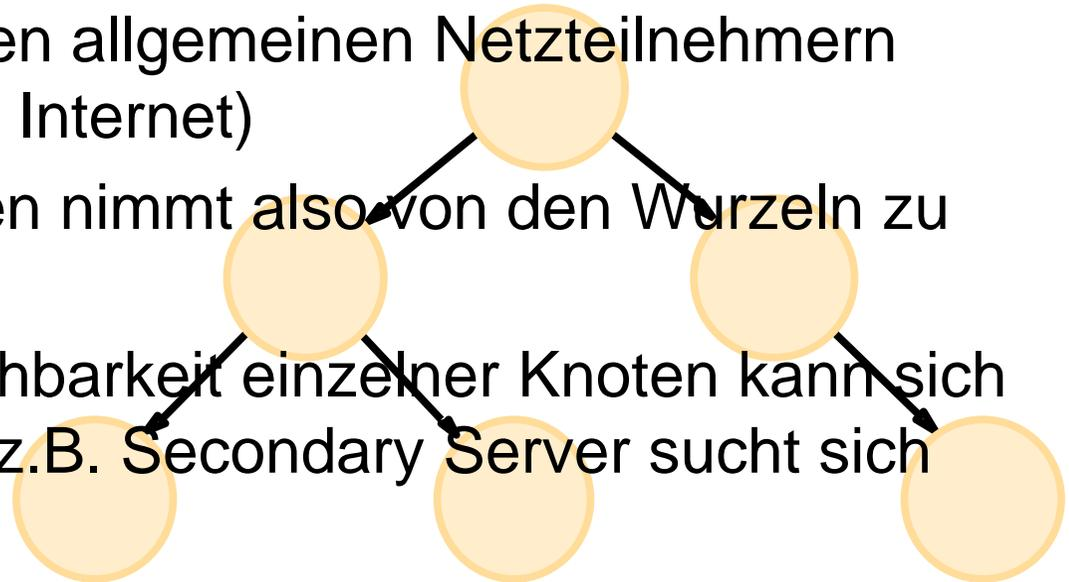 en allgemeinen Netzteilnehmern
Internet)
en nimmt also von den Wurzeln zu
hbarkeit einzelner Knoten kann sich
z.B. Secondary Server sucht sich